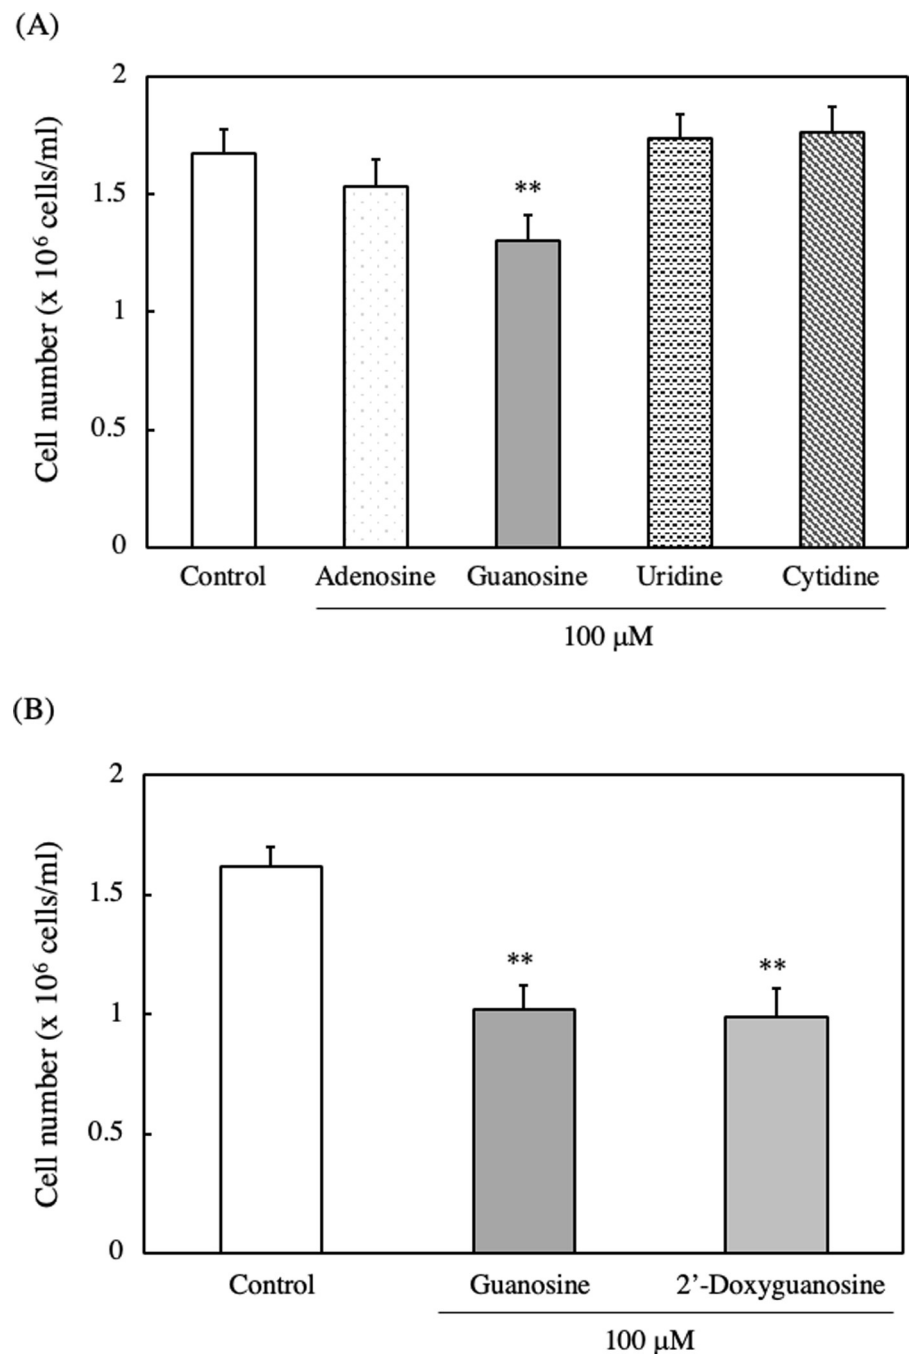 (A)
Cell number (x 10⁶ cells/ml)
2
1.5
1
0.5
0
**
Control Adenosine Guanosine Uridine Cytidine
100 μM
(B)
Cell number (x 10⁶ cells/ml)
2
1.5
1
0.5
0
** **
Control Guanosine 2’-Doxyguanosine
100 μM